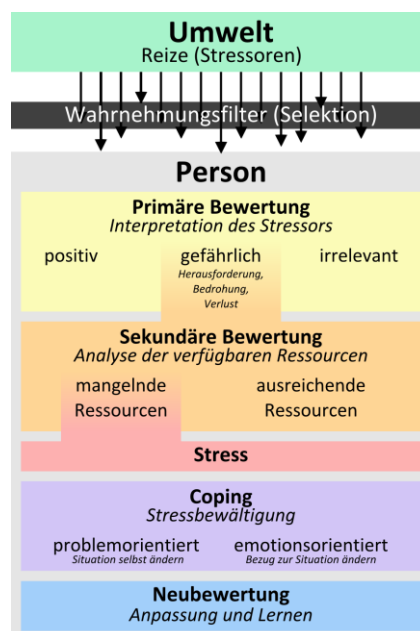 Umwelt
Reize (Stressoren)
Wahrnehmungsfilter (Selektion)
Person
Primäre Bewertung
Interpretation des Stressors
positiv gefährlich irrelevant
Herausforderung,
Bedrohung,
Verlust
Sekundäre Bewertung
Analyse der verfügbaren Ressourcen
mangelnde ausreichende
Ressourcen Ressourcen
Stress
Coping
Stressbewältigung
problemorientiert emotionsorientiert
Situation selbst ändern Bezug zur Situation ändern
Neubewertung
Anpassung und Lernen